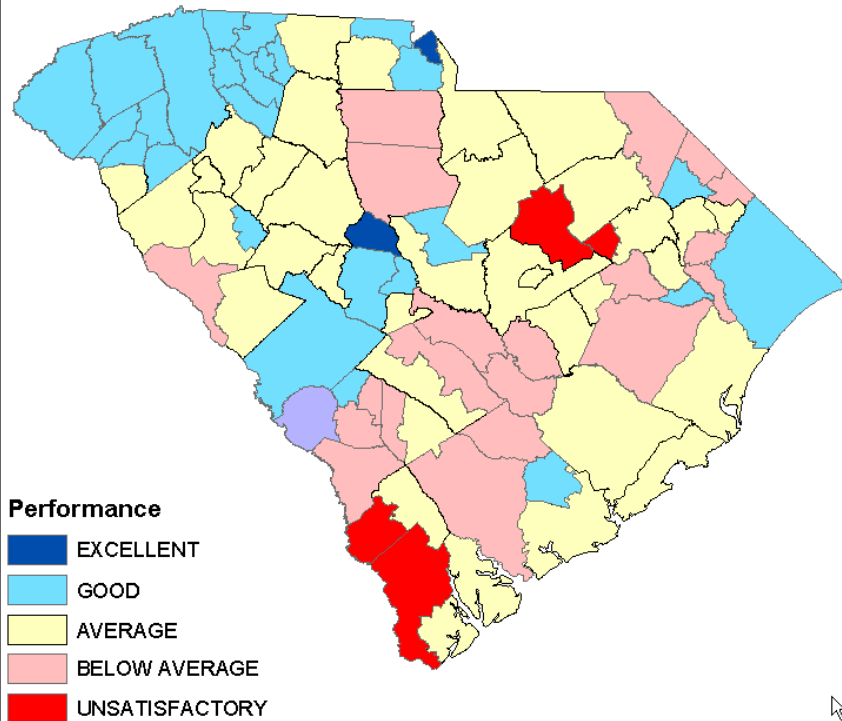 Performance
EXCELLENT
GOOD
AVERAGE
BELOW AVERAGE
UNSATISFACTORY